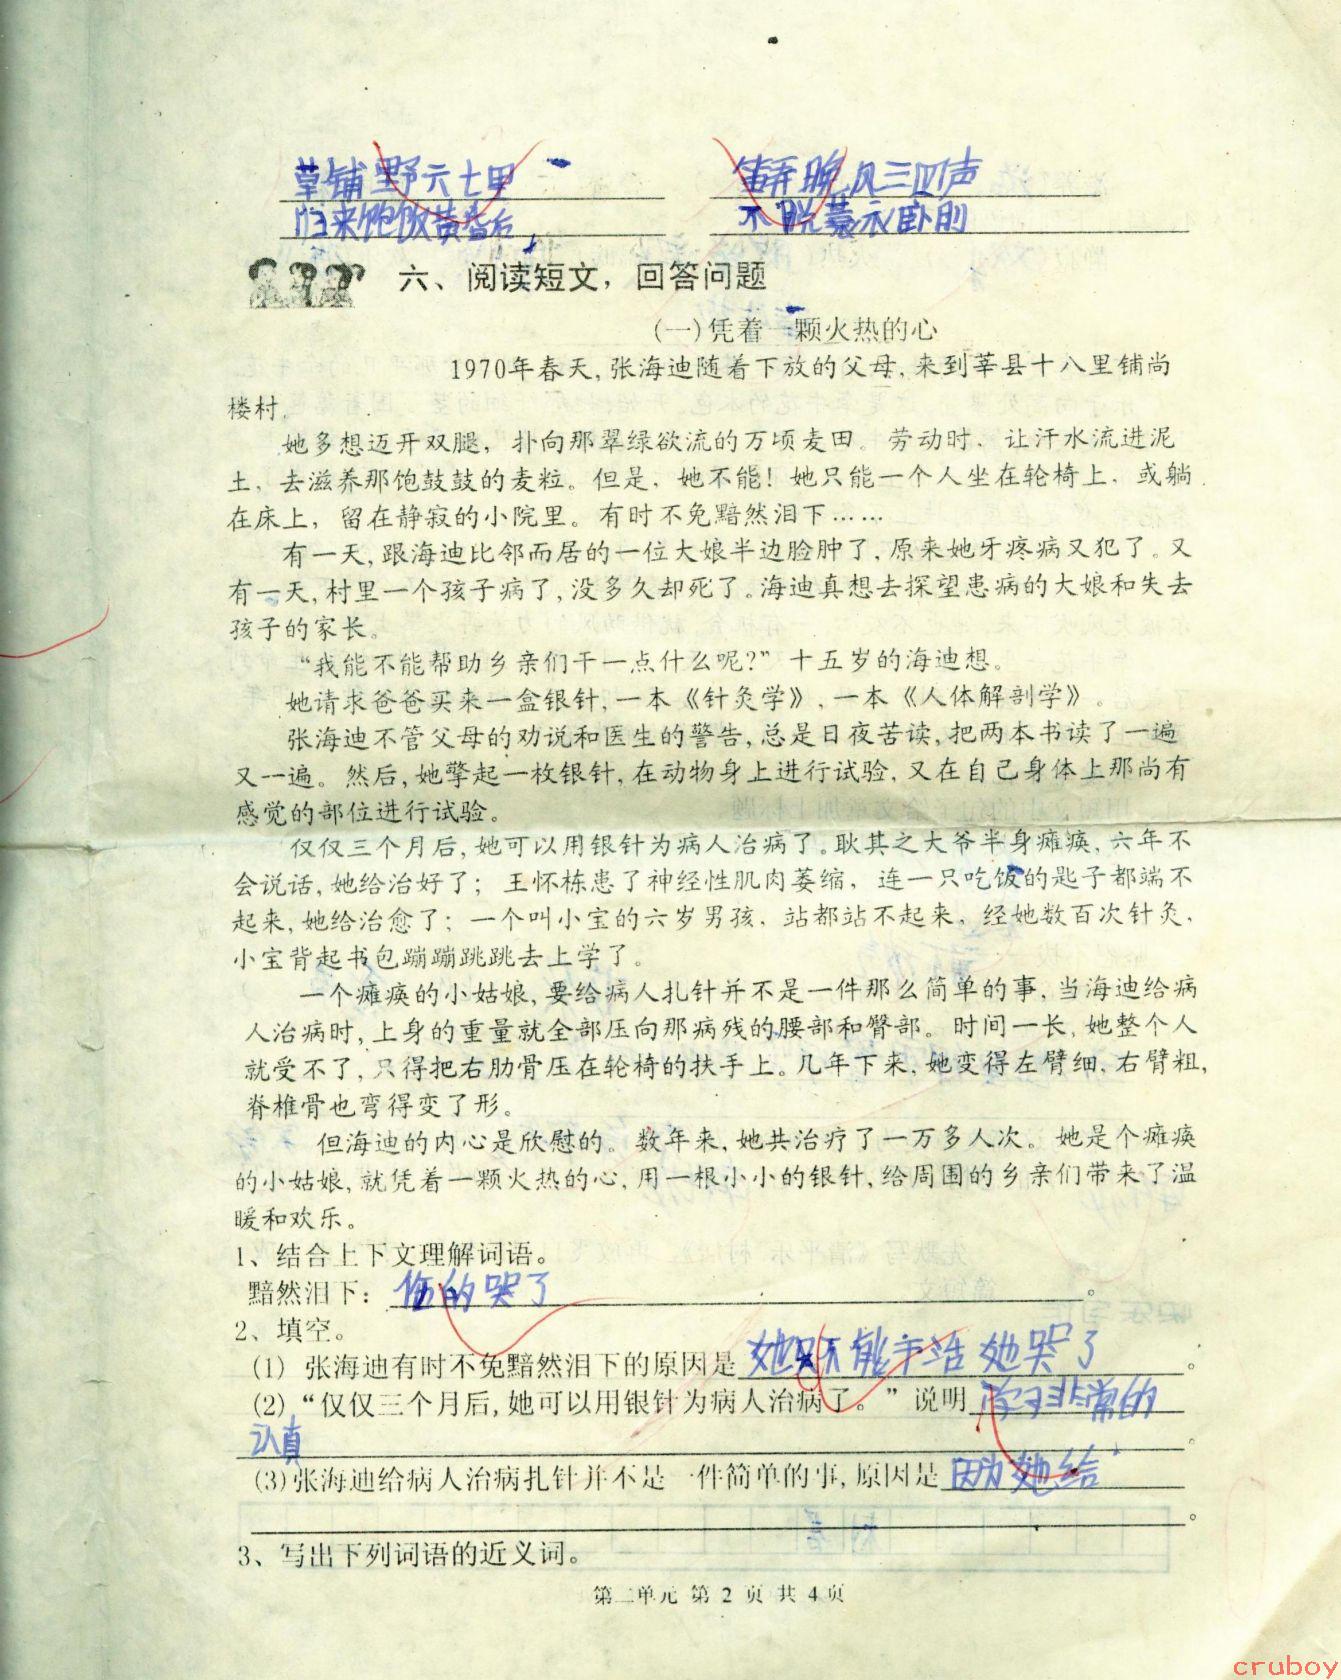 草铺野六七里 笛弄晚风三四声
归来饱饭黄昏后 不脱蓑衣卧月
六、阅读短文，回答问题
(一)凭着一颗火热的心
1970年春天,张海迪随着下放的父母,来到莘县十八里铺尚
楼村。
她多想迈开双腿，扑向那翠绿欲流的万顷麦田。劳动时、让汗水流进泥
土，去滋养那饱鼓鼓的麦粒。但是，她不能！她只能一个人坐在轮椅上，或躺
在床上，留在静寂的小院里。有时不免黯然泪下……
有一天,跟海迪比邻而居的一位大娘半边脸肿了,原来她牙疼病又犯了。又
有一天,村里一个孩子病了,没多久却死了。海迪真想去探望患病的大娘和失去
孩子的家长。
“我能不能帮助乡亲们干一点什么呢?”十五岁的海迪想。
她请求爸爸买来一盒银针,一本《针灸学》,一本《人体解剖学》。
张海迪不管父母的劝说和医生的警告,总是日夜苦读,把两本书读了一遍
又一遍。然后,她擎起一枚银针,在动物身上进行试验,又在自己身体上那尚有
感觉的部位进行试验。
仅仅三个月后,她可以用银针为病人治病了。耿其之大爷半身瘫痪,六年不
会说话,她给治好了；王怀栋患了神经性肌肉萎缩，连一只吃饭的匙子都端不
起来,她给治愈了；一个叫小宝的六岁男孩，站都站不起来，经她数百次针灸，
小宝背起书包蹦蹦跳跳去上学了。
一个瘫痪的小姑娘,要给病人扎针并不是一件那么简单的事,当海迪给病
人治病时,上身的重量就全部压向那病残的腰部和臀部。时间一长,她整个人
就受不了,只得把右肋骨压在轮椅的扶手上。几年下来,她变得左臂细,右臂粗,
脊椎骨也弯得变了形。
但海迪的内心是欣慰的。数年来,她共治疗了一万多人次。她是个瘫痪
的小姑娘,就凭着一颗火热的心,用一根小小的银针,给周围的乡亲们带来了温
暖和欢乐。
1、结合上下文理解词语。
黯然泪下：伤的哭了。
2、填空。
(1) 张海迪有时不免黯然泪下的原因是她不能干活她哭了。
(2)“仅仅三个月后,她可以用银针为病人治病了。”说明学习非常的
认真。
(3)张海迪给病人治病扎针并不是一件简单的事,原因是因为她给
。
3、写出下列词语的近义词。
第二单元 第 2 页 共 4 页
cruboy